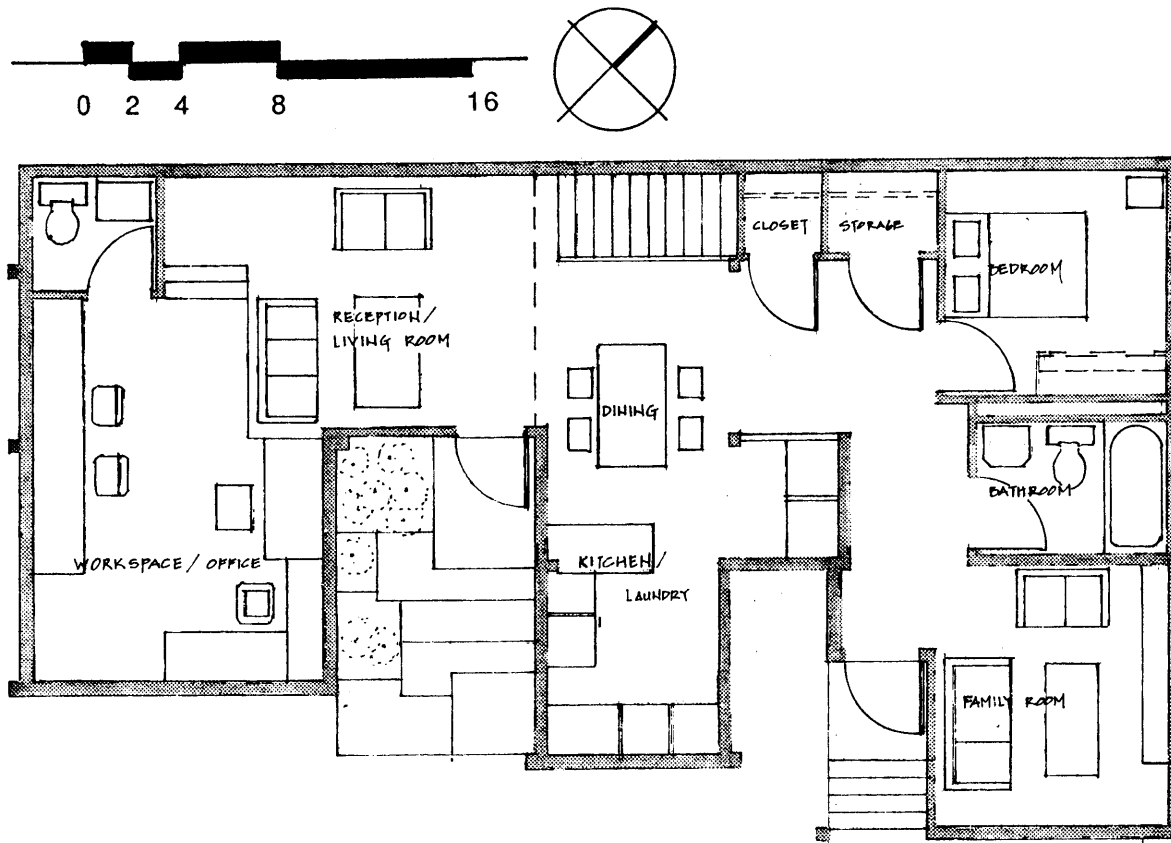 0 2 4 8 16
CLOSET STORAGE
BEDROOM
RECEPTION/
LIVING ROOM
DINING
BATHROOM
WORKSPACE/OFFICE
KITCHEN/
LAUNDRY
FAMILY ROOM